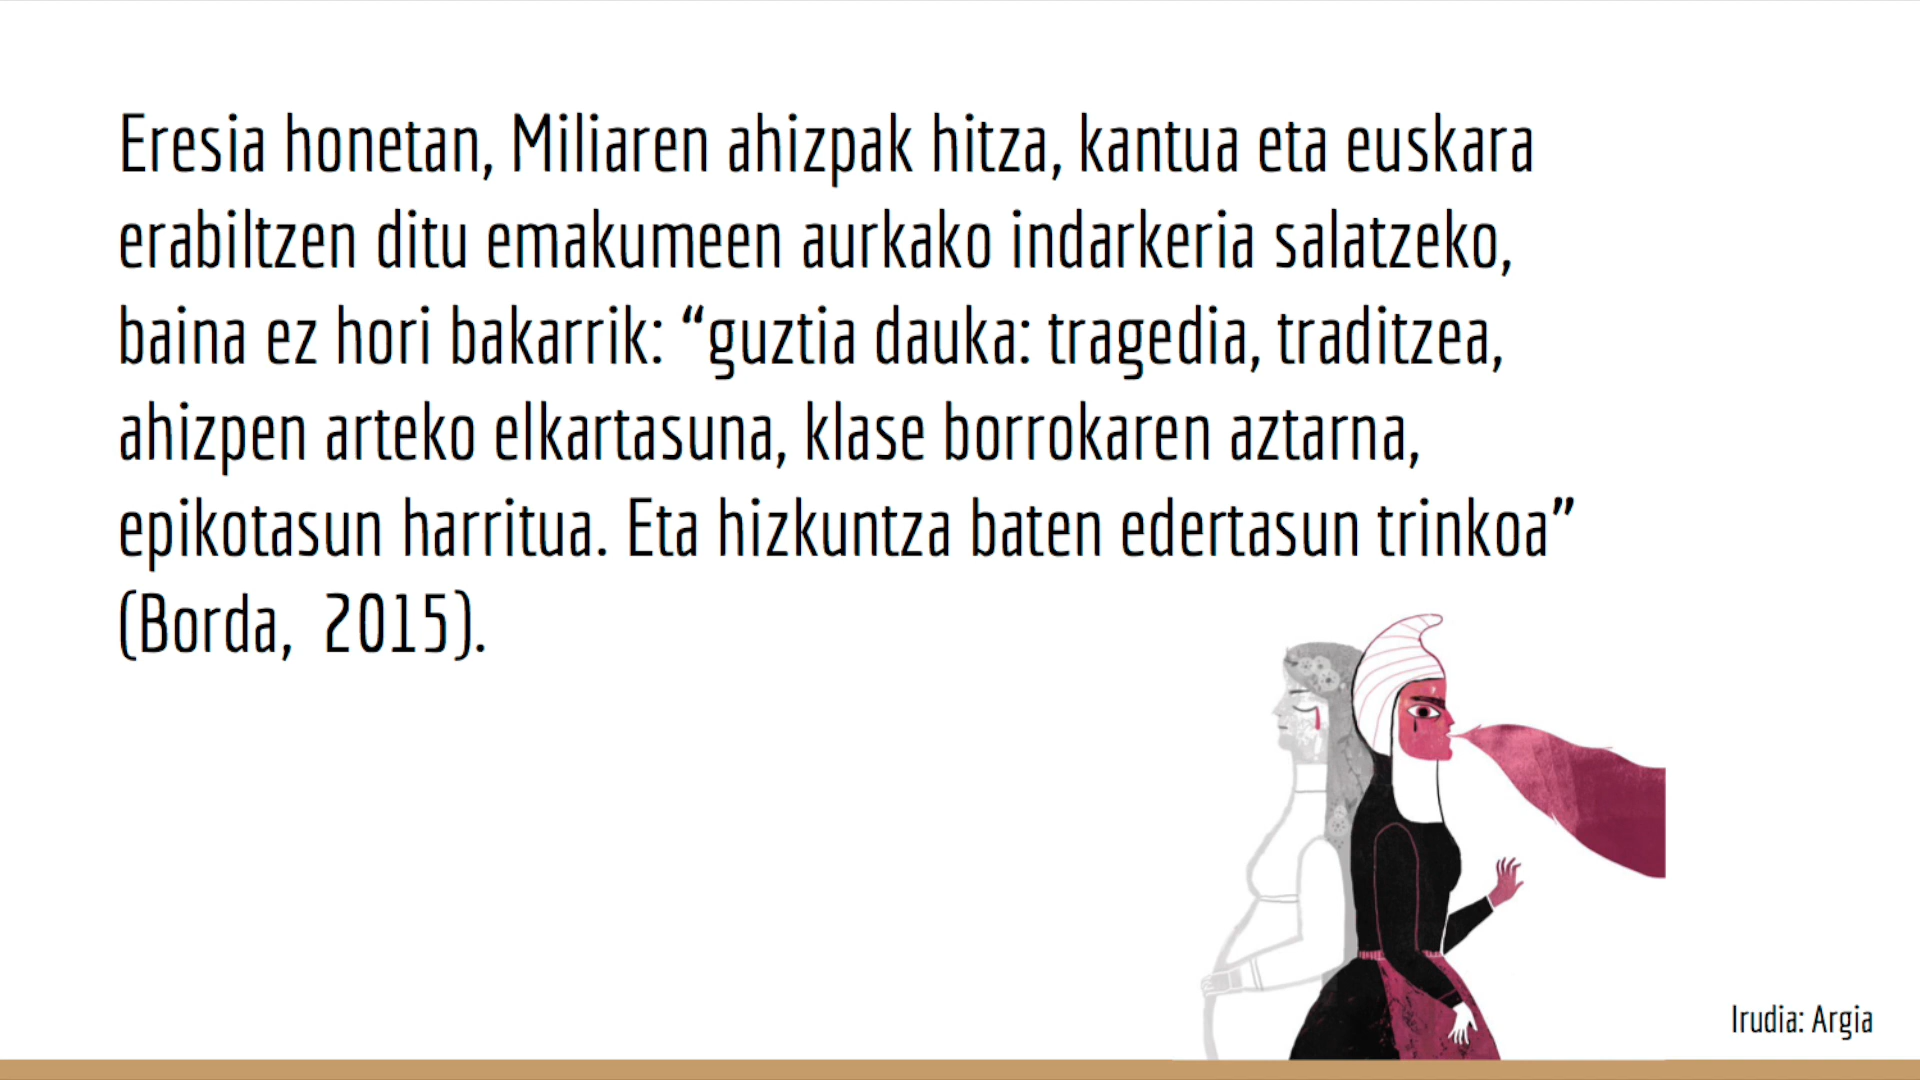 Eresia honetan, Miliaren ahizpak hitza, kantua eta euskara
erabiltzen ditu emakumeen aurkako indarkeria salatzeko,
baina ez hori bakarrik: “guztia dauka: tragedia, traditzea,
ahizpen arteko elkartasuna, klase borrokaren aztarna,
epikotasun harritua. Eta hizkuntza baten edertasun trinkoa”
(Borda,  2015).
Irudia: Argia